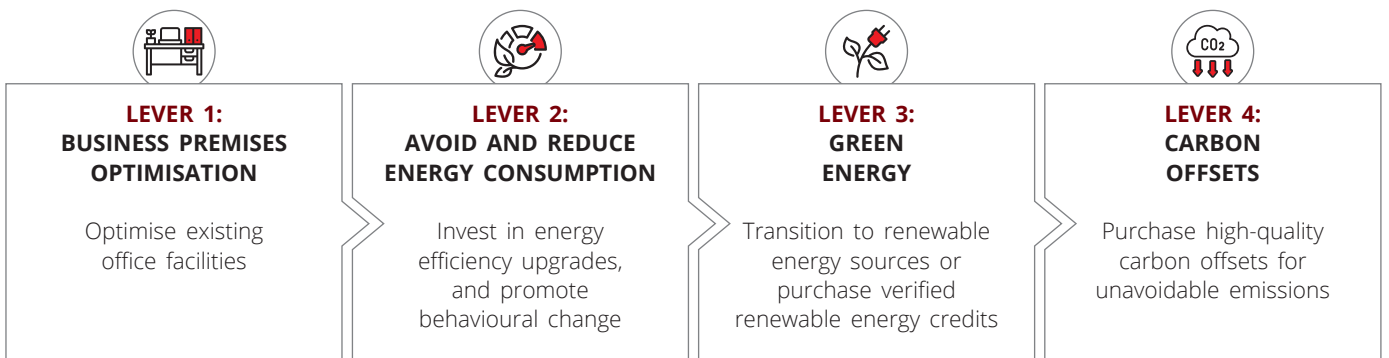 LEVER 1:
BUSINESS PREMISES
OPTIMISATION
Optimise existing
office facilities
LEVER 2:
AVOID AND REDUCE
ENERGY CONSUMPTION
Invest in energy
efficiency upgrades,
and promote
behavioural change
LEVER 3:
GREEN
ENERGY
Transition to renewable
energy sources or
purchase verified
renewable energy credits
CO2
LEVER 4:
CARBON
OFFSETS
Purchase high-quality
carbon offsets for
unavoidable emissions